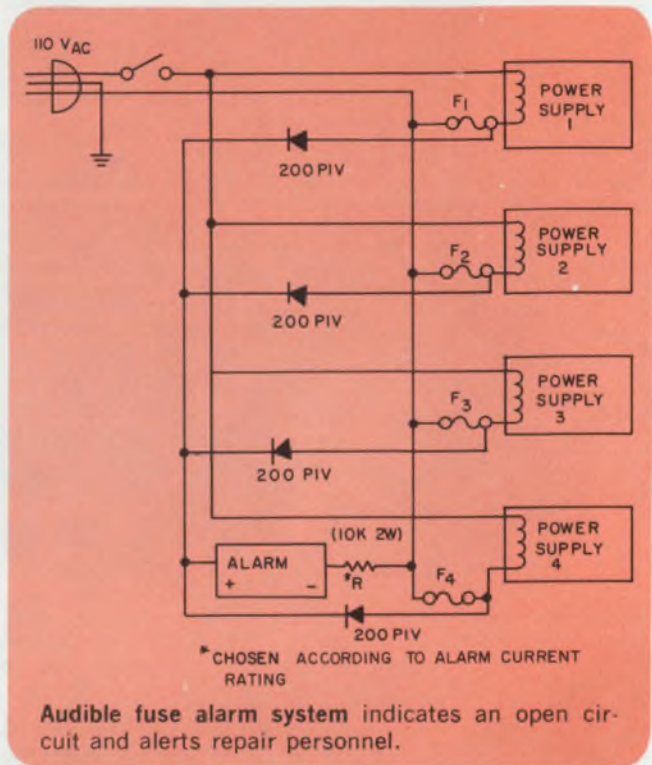 110 VAC
F1
POWER
SUPPLY
1
200 PIV
F2
POWER
SUPPLY
2
200 PIV
F3
POWER
SUPPLY
3
200 PIV
(10K 2W)
ALARM
+ -
*R
F4
POWER
SUPPLY
4
200 PIV
*CHOSEN ACCORDING TO ALARM CURRENT
RATING
Audible fuse alarm system indicates an open cir-
cuit and alerts repair personnel.